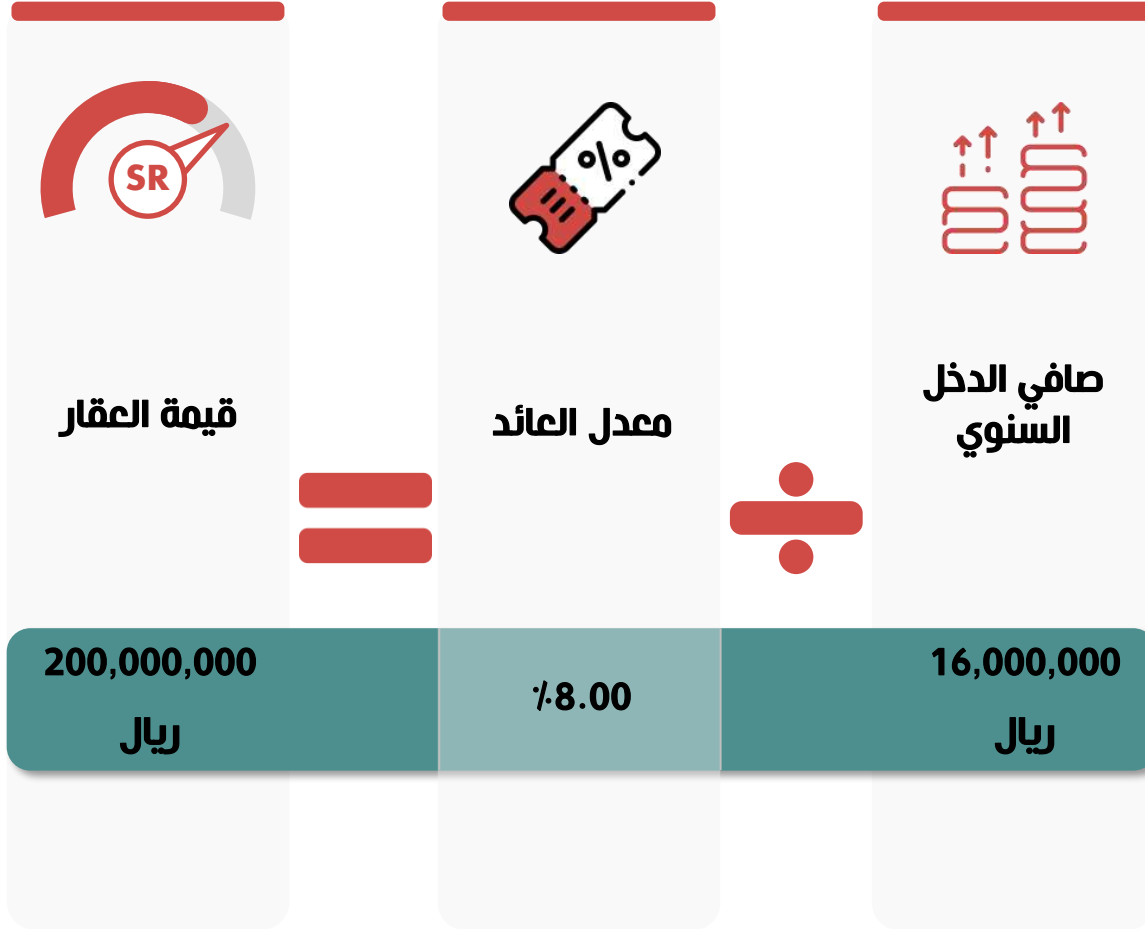 صافي الدخل
السنوي
معدل العائد
قيمة العقار
SR
%
16,000,000
ريال
٪8.00
200,000,000
ريال